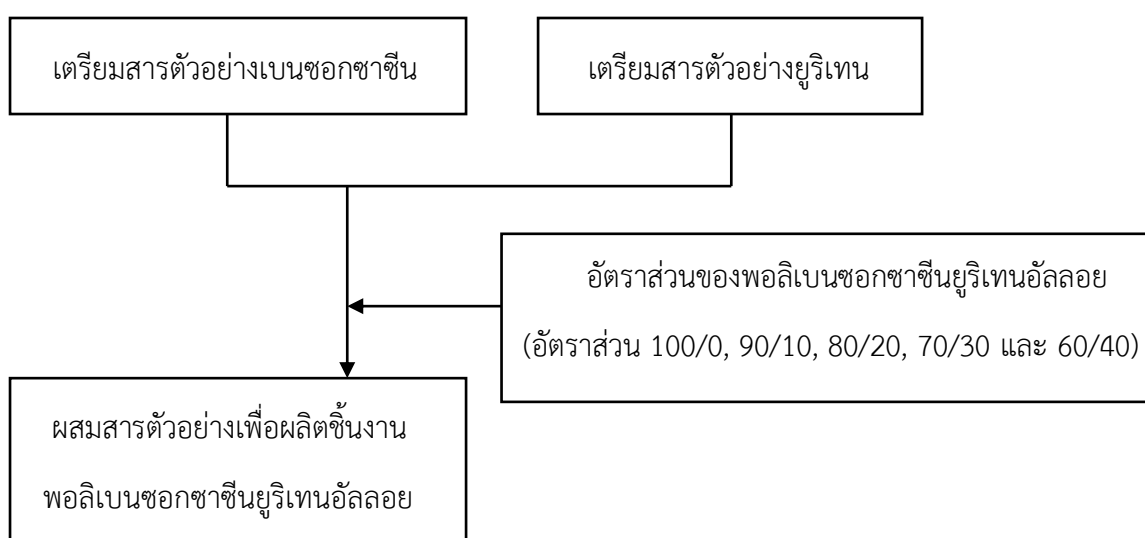 เตรียมสารตัวอย่างเบนซอกซาซีน
เตรียมสารตัวอย่างยูริเทน
อัตราส่วนของพอลิเบนซอกซาซีนยูริเทนอัลลอย
(อัตราส่วน 100/0, 90/10, 80/20, 70/30 และ 60/40)
ผสมสารตัวอย่างเพื่อผลิตชิ้นงาน
พอลิเบนซอกซาซีนยูริเทนอัลลอย